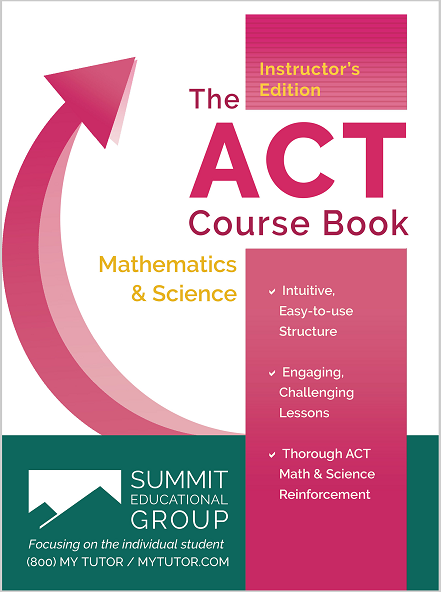 Instructor's
Edition
The
ACT
Course Book
Mathematics
& Science
Intuitive,
Easy-to-use
Structure
Engaging,
Challenging
Lessons
Thorough ACT
Math & Science
Reinforcement
SUMMIT
EDUCATIONAL
GROUP
Focusing on the individual student
(800) MY TUTOR / MYTUTOR.COM